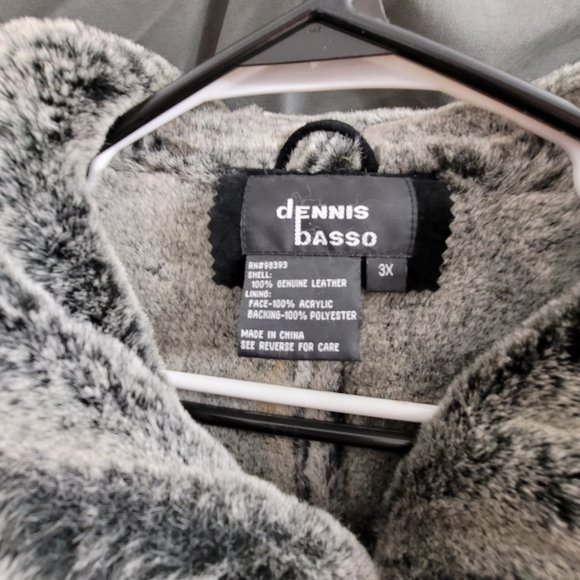 dENNIS
basso
3X
RN#98393
SHELL:
100% GENUINE LEATHER
LINING:
FACE-100% ACRYLIC
BACKING-100% POLYESTER
MADE IN CHINA
SEE REVERSE FOR CARE